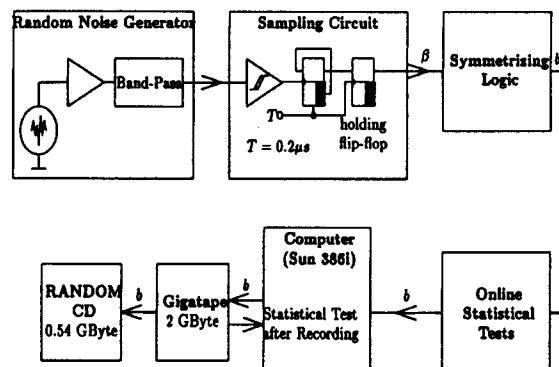 Random Noise Generator
Sampling Circuit
Band-Pass
T
T = 0.2μs
holding
flip-flop
β
Symmetrising
Logic
b
RANDOM
CD
0.54 GByte
b
Gigatape
2 GByte
b
Computer
(Sun 386i)
Statistical Test
after Recording
b
Online
Statistical
Tests